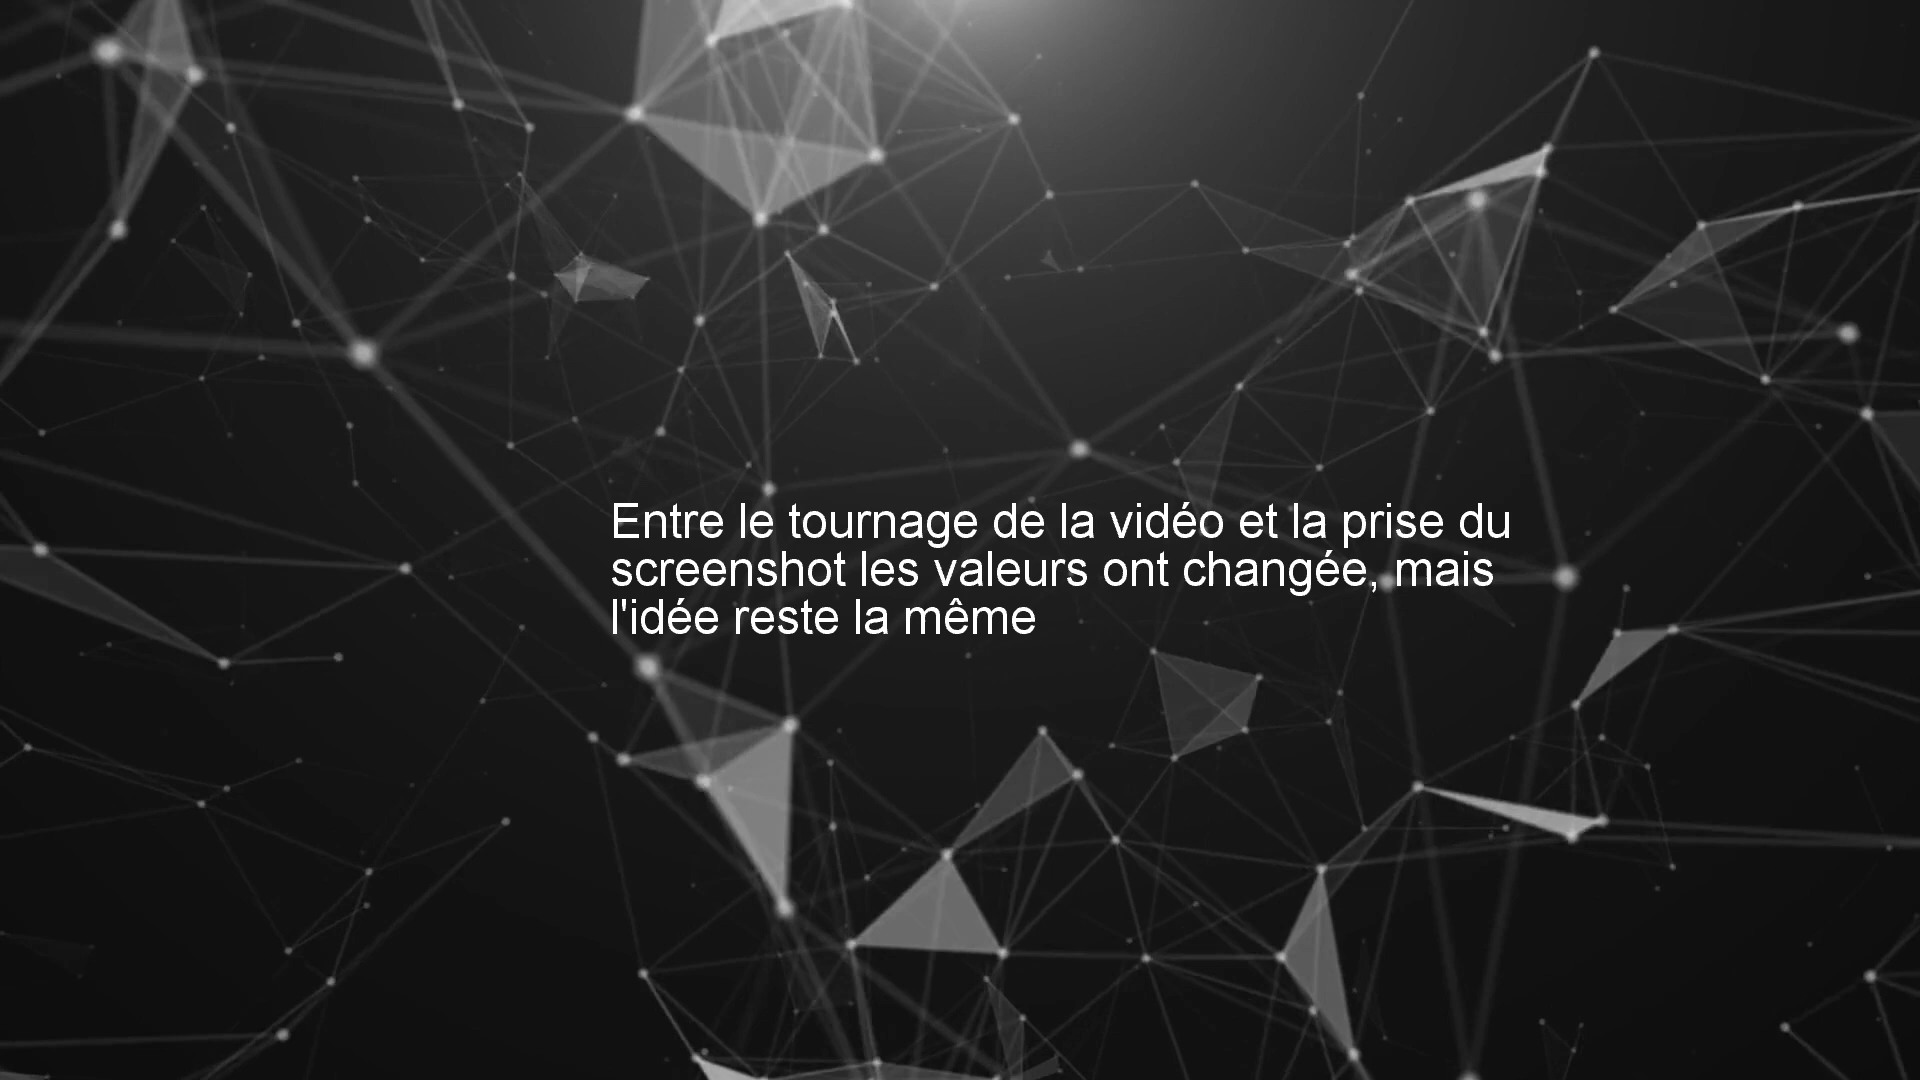 Entre le tournage de la vidéo et la prise du
screenshot les valeurs ont changée, mais
l'idée reste la même